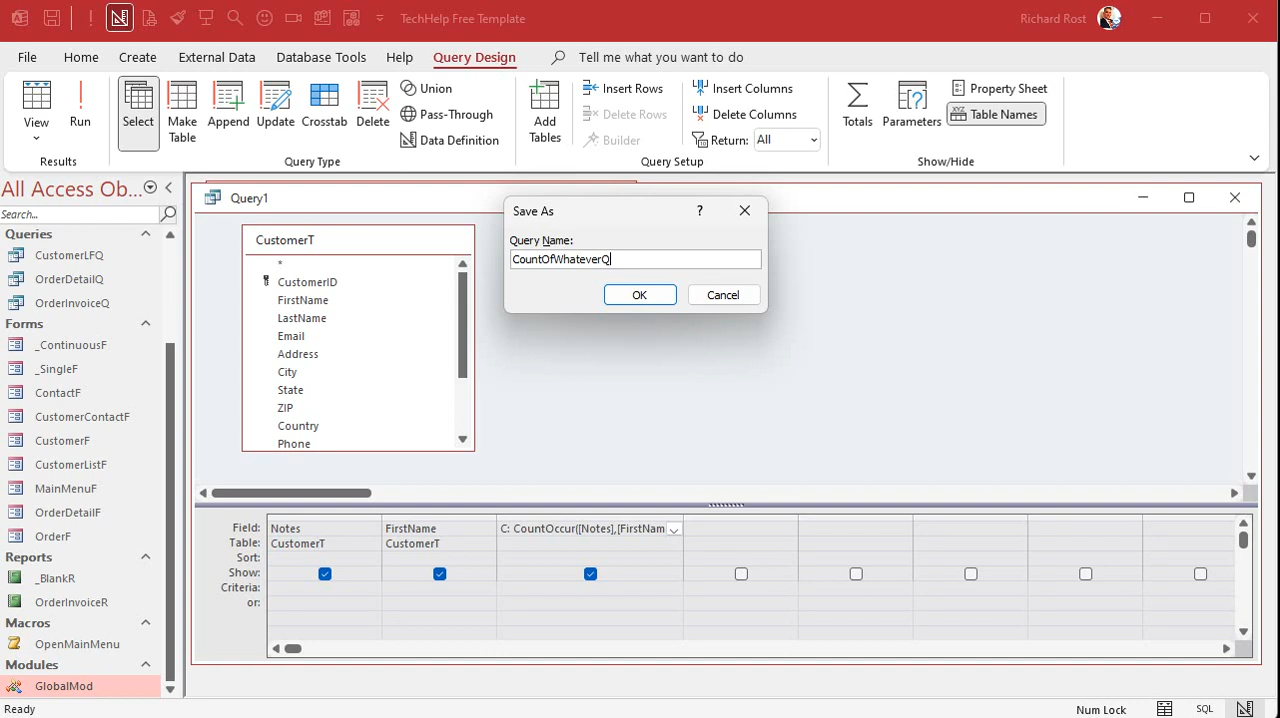 TechHelp Free Template
Richard Rost
File Home Create External Data Database Tools Help Query Design Tell me what you want to do
View
Run
Results
Select
Make Table
Append
Update
Crosstab
Delete
Union
Pass-Through
Data Definition
Query Type
Add Tables
Insert Rows
Delete Rows
Builder
Insert Columns
Delete Columns
Return: All
Query Setup
Totals
Parameters
Property Sheet
XYZ Table Names
Show/Hide
All Access Ob...
Search...
Queries
CustomerLFQ
OrderDetailQ
OrderInvoiceQ
Forms
_ContinuousF
_SingleF
ContactF
CustomerContactF
CustomerF
CustomerListF
MainMenuF
OrderDetailF
OrderF
Reports
_BlankR
OrderInvoiceR
Macros
OpenMainMenu
Modules
GlobalMod
Query1
CustomerT
*
CustomerID
FirstName
LastName
Email
Address
City
State
ZIP
Country
Phone
Save As ?
Query Name:
CountOfWhateverQ
OK Cancel
Field: Notes FirstName C: CountOccur([Notes],[FirstNam
Table: CustomerT CustomerT
Sort:
Show:
Criteria:
or:
Ready
Num Lock
SQL